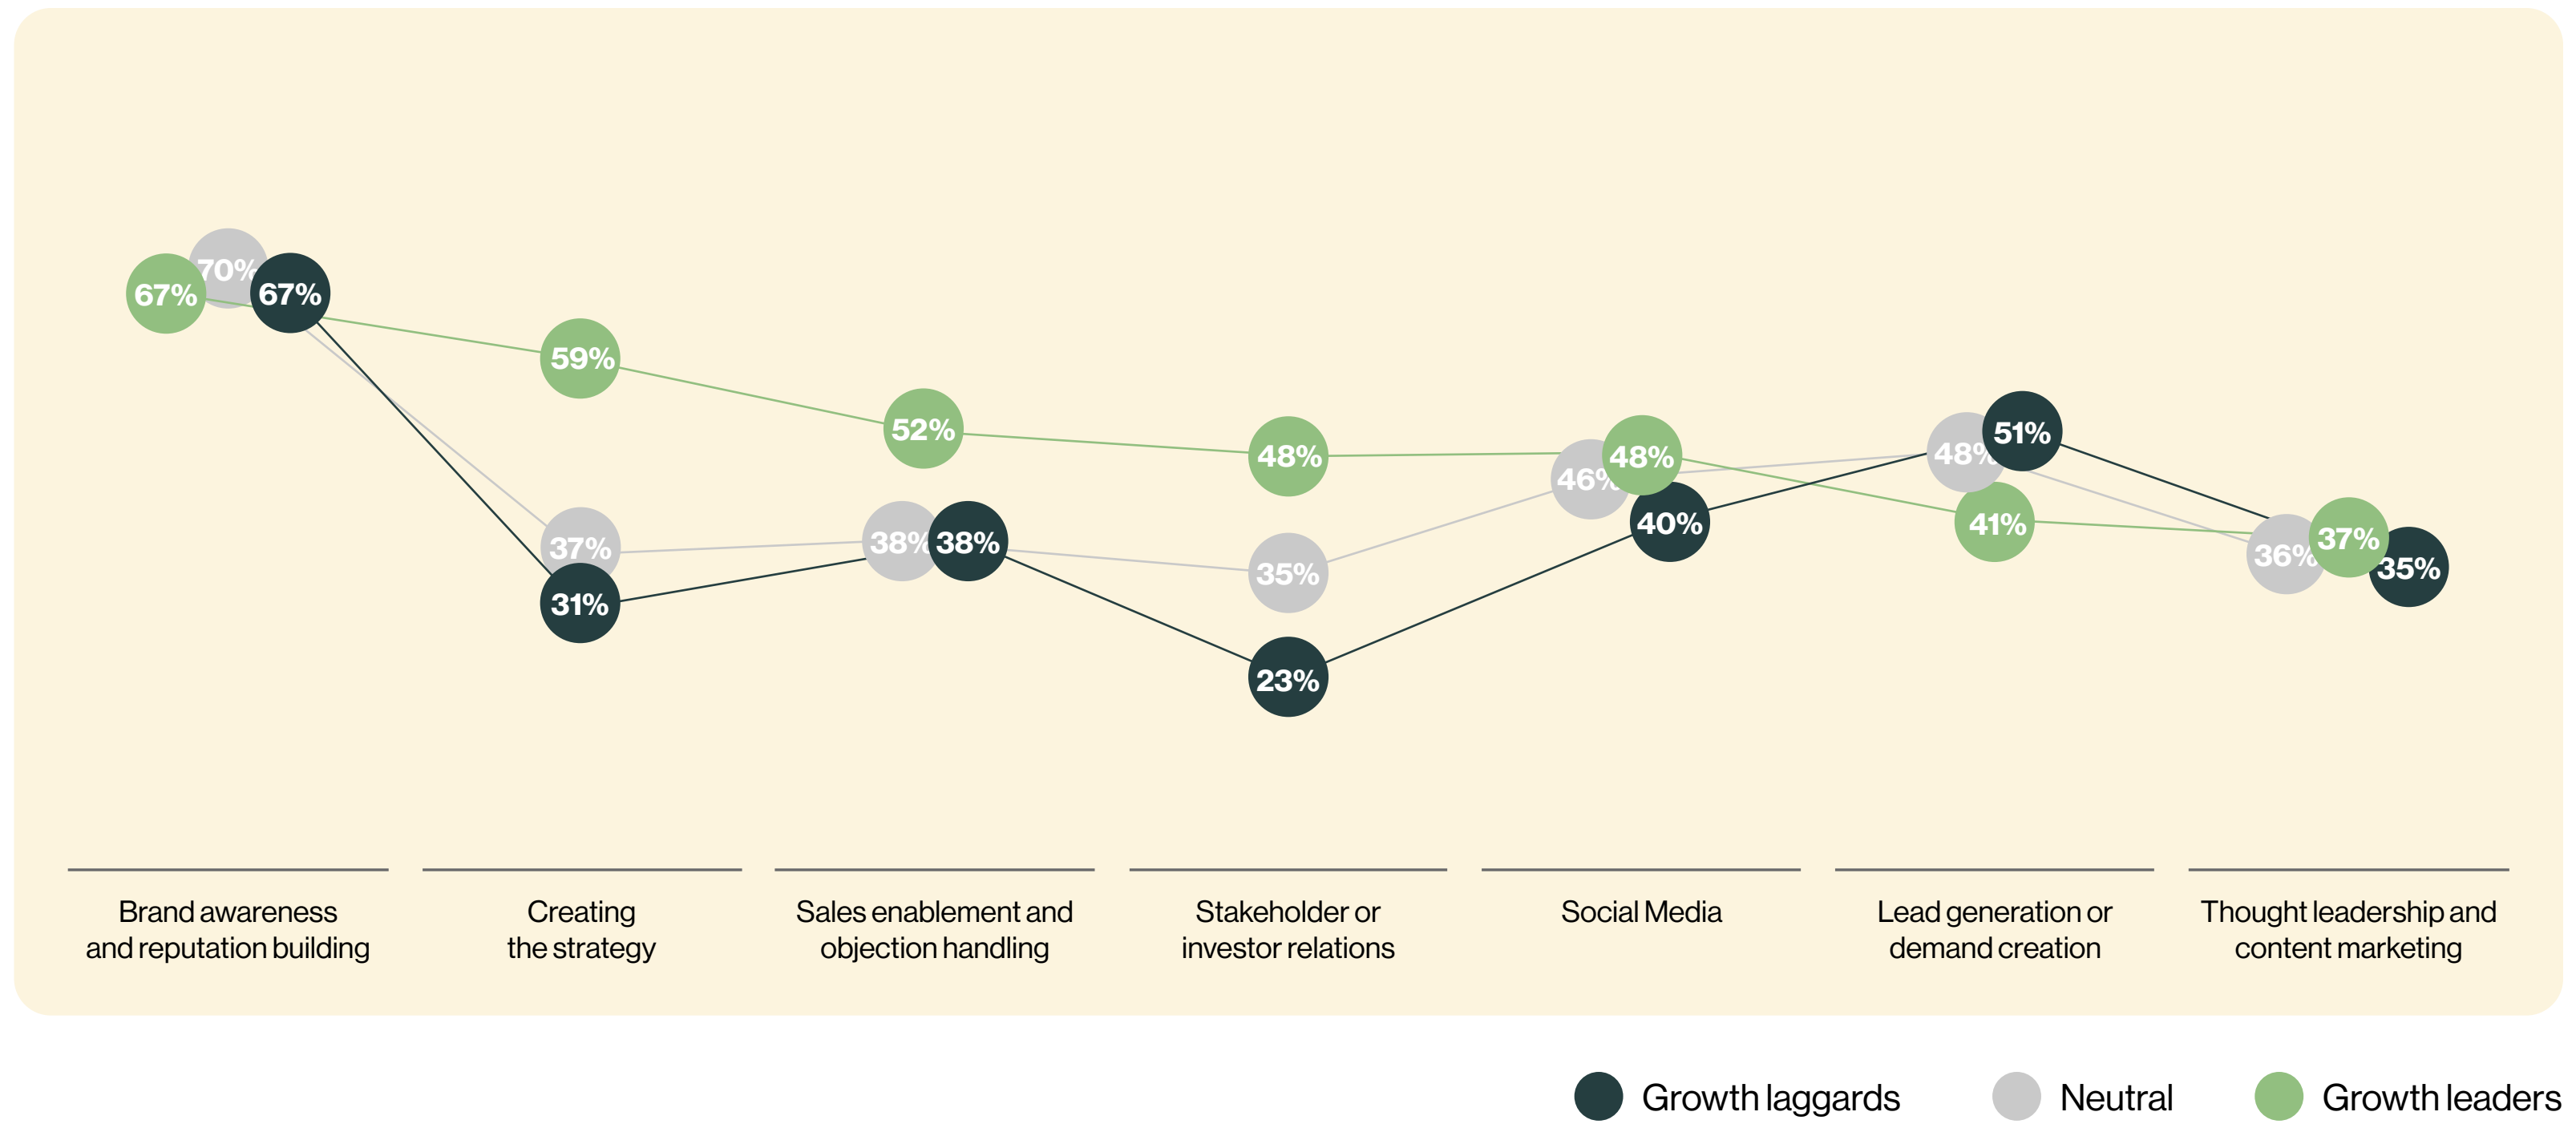 67%
70%
67%
59%
37%
31%
52%
38%
38%
48%
35%
23%
46%
48%
40%
48%
51%
41%
36%
37%
35%
Brand awareness
and reputation building
Creating
the strategy
Sales enablement and
objection handling
Stakeholder or
investor relations
Social Media
Lead generation or
demand creation
Thought leadership and
content marketing
Growth laggards
Neutral
Growth leaders